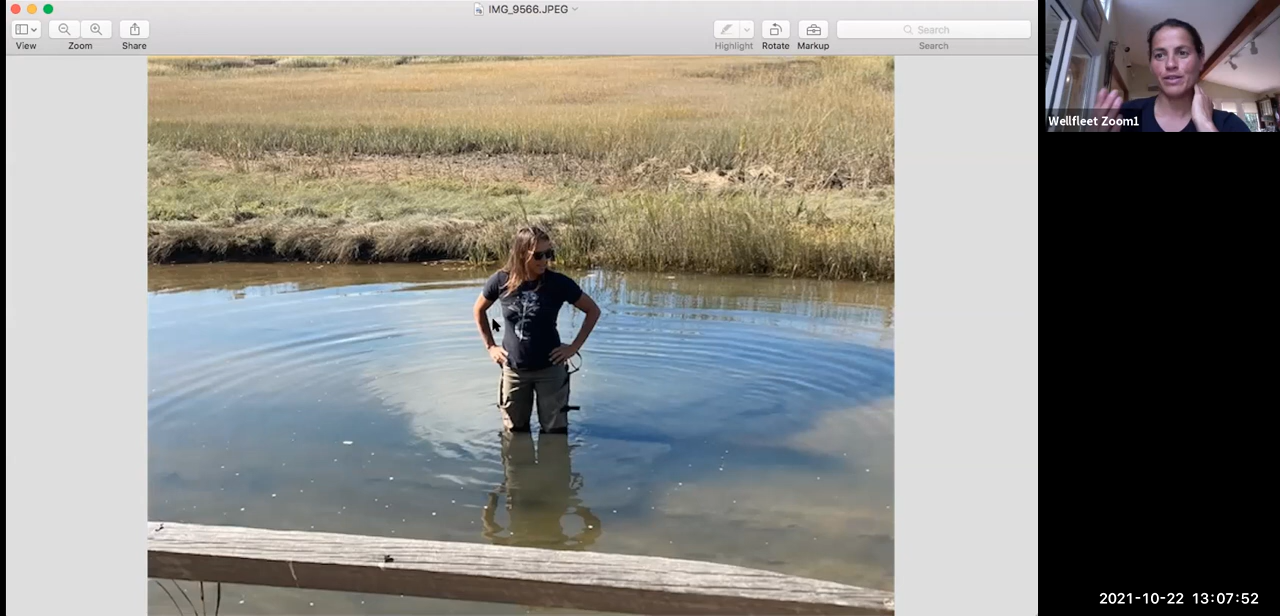 IMG_9566.JPEG
View
Zoom
Share
Highlight
Rotate
Markup
Search
Search
Wellfleet Zoom1
2021-10-22 13:07:52